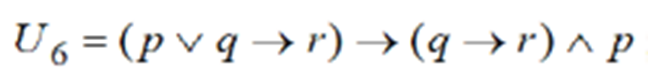 U₆ = (p ∨ q → r) → (q → r) ∧ p